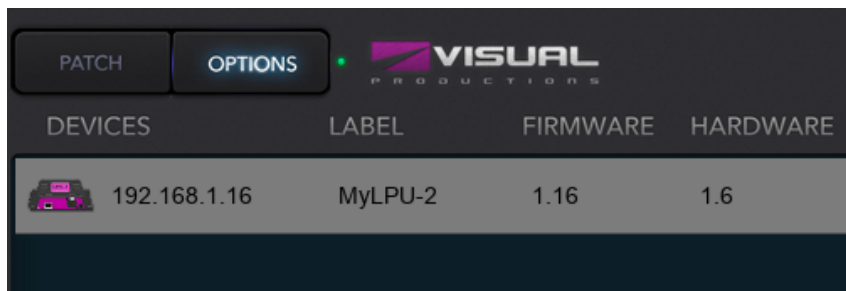 PATCH OPTIONS VISUAL
PRODUCTIONS
DEVICES LABEL FIRMWARE HARDWARE
192.168.1.16 MyLPU-2 1.16 1.6